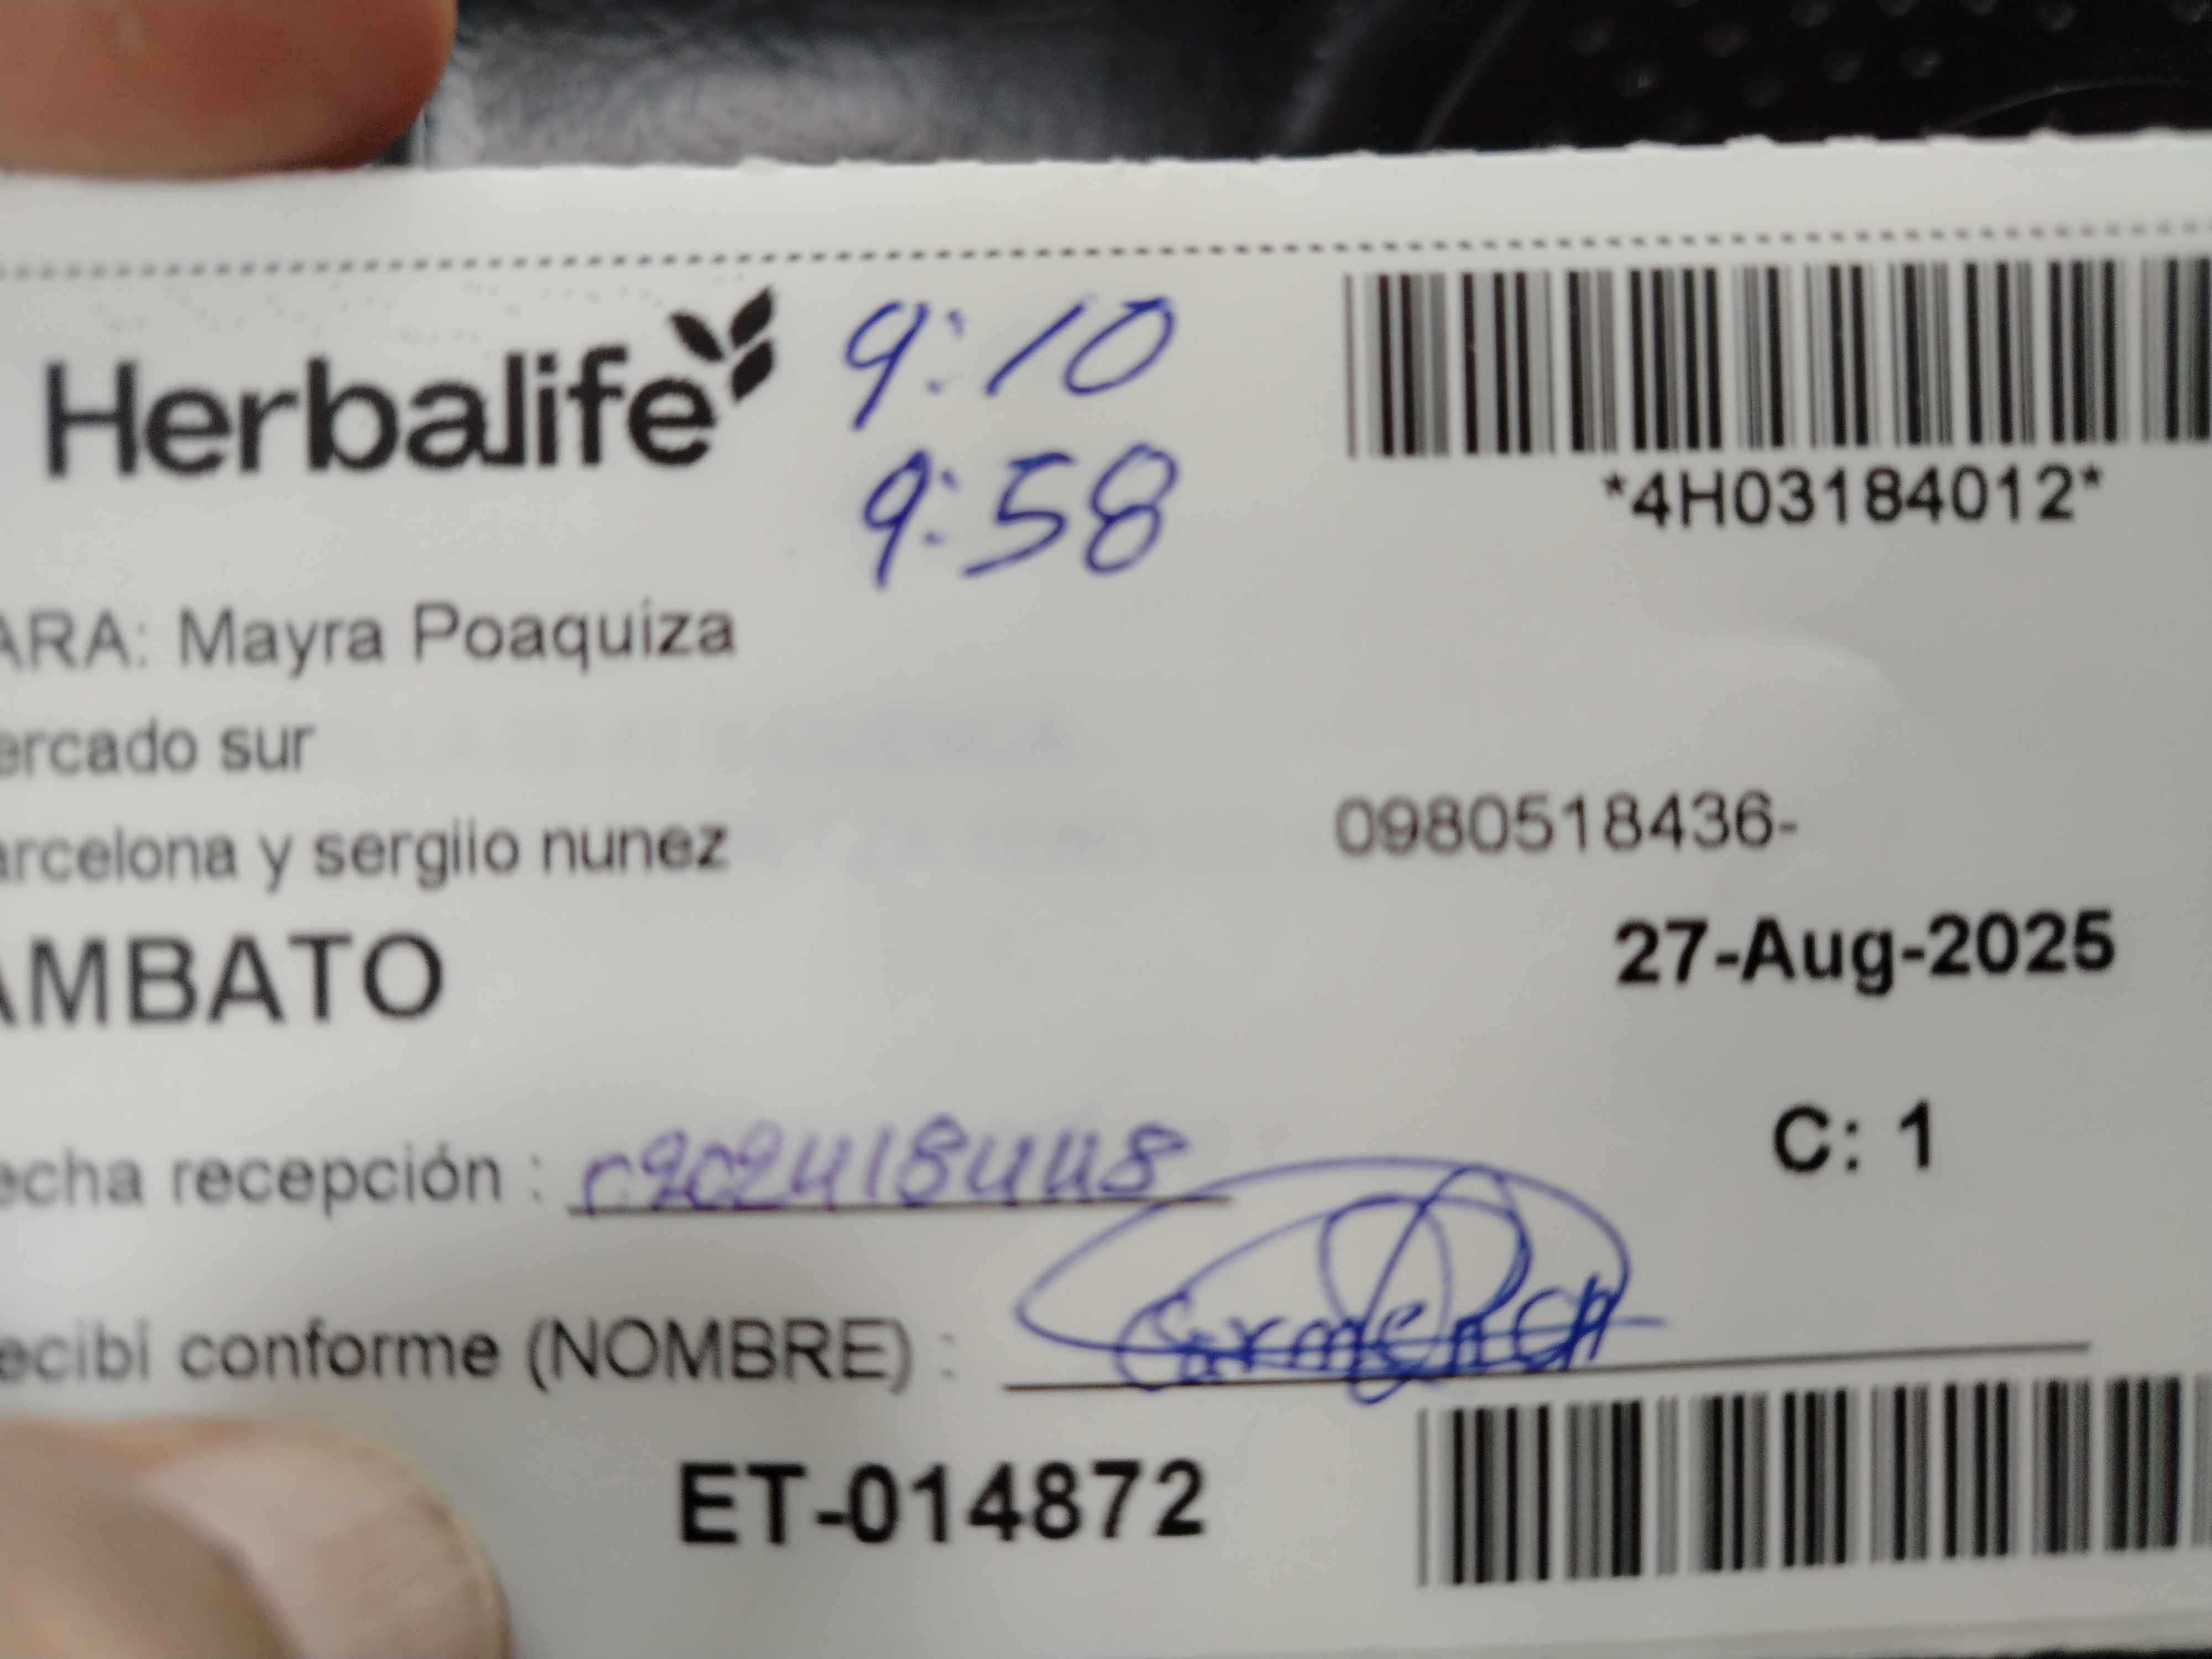 Herbalife 9:10
9:58
*4H03184012*
ARA: Mayra Poaquiza
ercado sur
arcelona y sergiio nunez 0980518436-
AMBATO 27-Aug-2025
C: 1
echa recepción :
ecibí conforme (NOMBRE) :
ET-014872